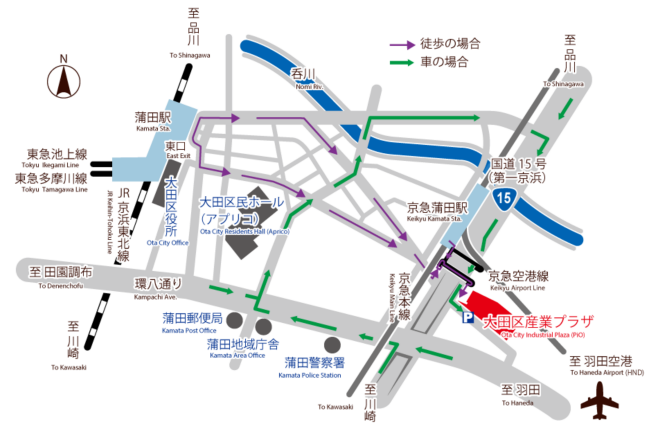 至品川
To Shinagawa
徒歩の場合
車の場合
至品川
To Shinagawa
N
呑川
Nomi Riv.
蒲田駅
Kamata Sta.
東口
East Exit
東急池上線
Tokyu Ikegami Line
東急多摩川線
Tokyu Tamagawa Line
国道15号
(第一京浜)
15
JR京浜東北線
JR Keihin-Tohoku Line
大田区役所
Ota City Office
大田区民ホール
(アプリコ)
Ota City Residents Hall (Aprico)
京急蒲田駅
Keikyu Kamata Sta.
至田園調布
To Denenchofu
環八通り
Kampachi Ave.
京急本線
Keikyu Main Line
京急空港線
Keikyu Airport Line
蒲田郵便局
Kamata Post Office
蒲田地域庁舎
Kamata Area Office
蒲田警察署
Kamata Police Station
P
大田区産業プラザ
Ota City Industrial Plaza (PiO)
至川崎
To Kawasaki
至川崎
To Kawasaki
至羽田
To Haneda
至羽田空港
To Haneda Airport (HND)